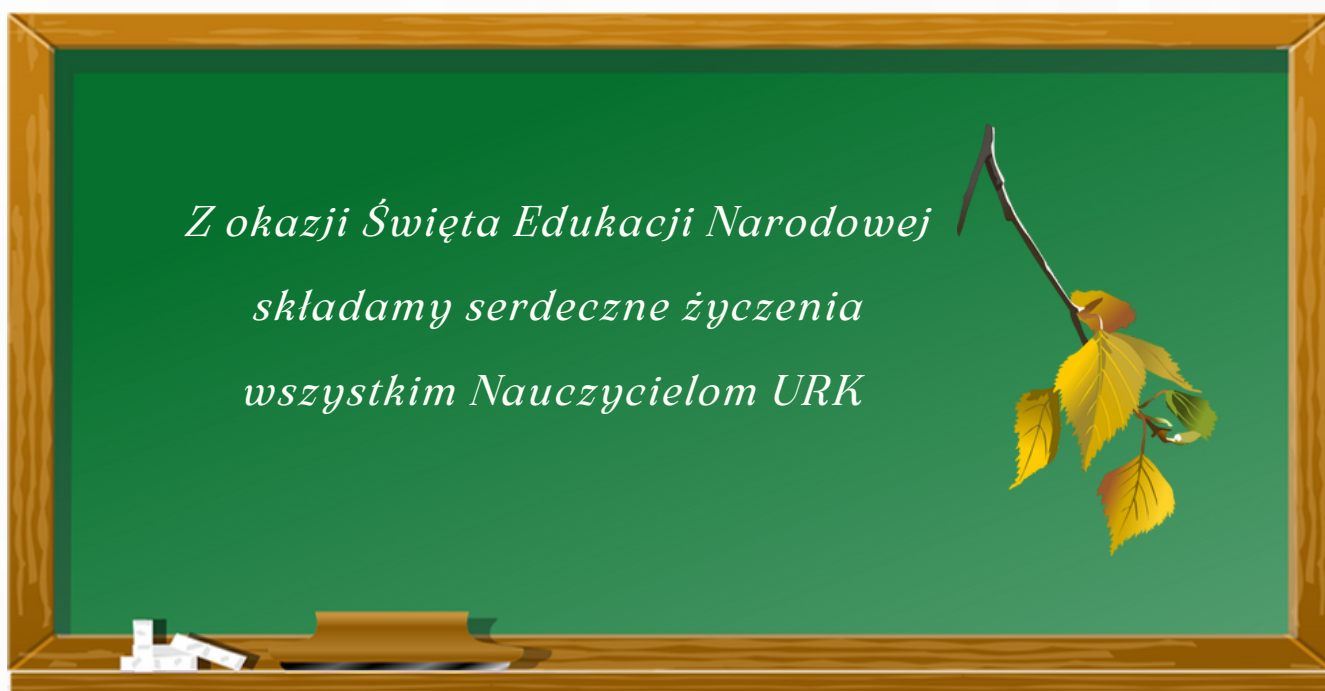 Z okazji Święta Edukacji Narodowej
składamy serdeczne życzenia
wszystkim Nauczycielom URK